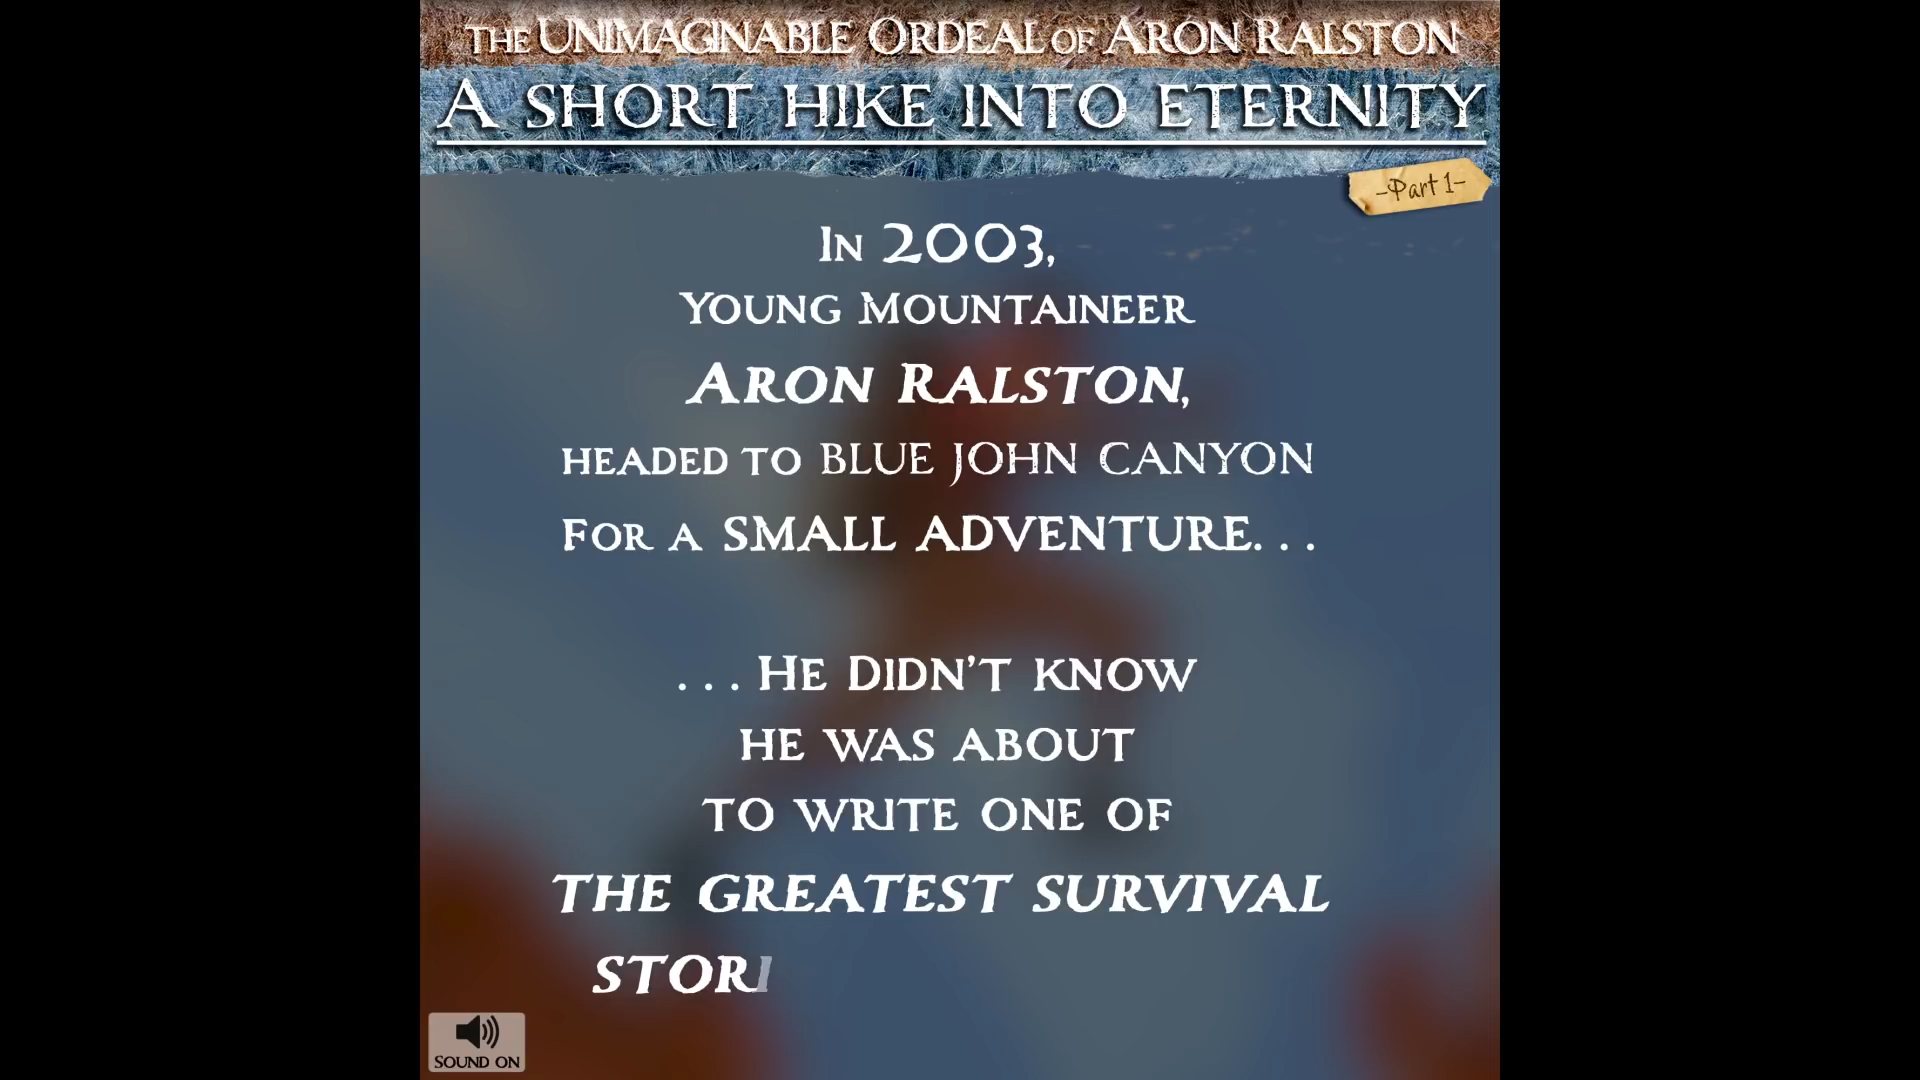 THE UNIMAGINABLE ORDEAL OF ARON RALSTON
A SHORT HIKE INTO ETERNITY
-Part 1-
IN 2003,
YOUNG MOUNTAINEER
ARON RALSTON,
HEADED TO BLUE JOHN CANYON
FOR A SMALL ADVENTURE...
...HE DIDN'T KNOW
HE WAS ABOUT
TO WRITE ONE OF
THE GREATEST SURVIVAL
STORI
SOUND ON